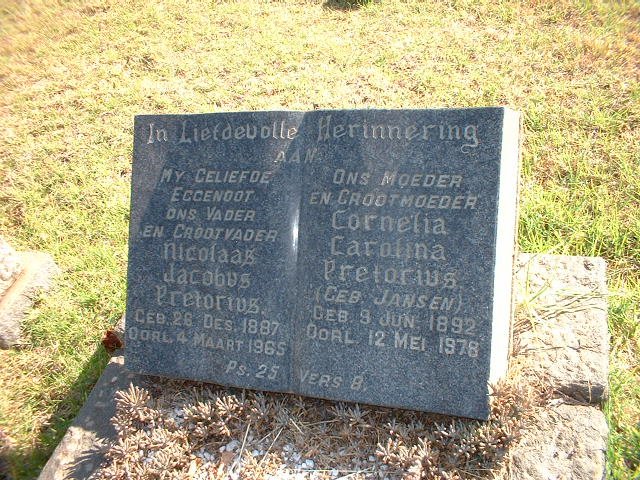 In Liefdevolle Herinnering
AAN
My Geliefde
Eggenoot
ons Vader
en Grootvader
Nicolaas
Jacobus
Pretorius.
Geb. 26 Des. 1887
Oorl. 4 Maart 1965
Ons Moeder
en Grootmoeder
Cornelia
Carolina
Pretorius
(Geb. Jansen)
Geb. 9 Jun. 1892
Oorl. 12 Mei 1978
Ps. 25 vers 8